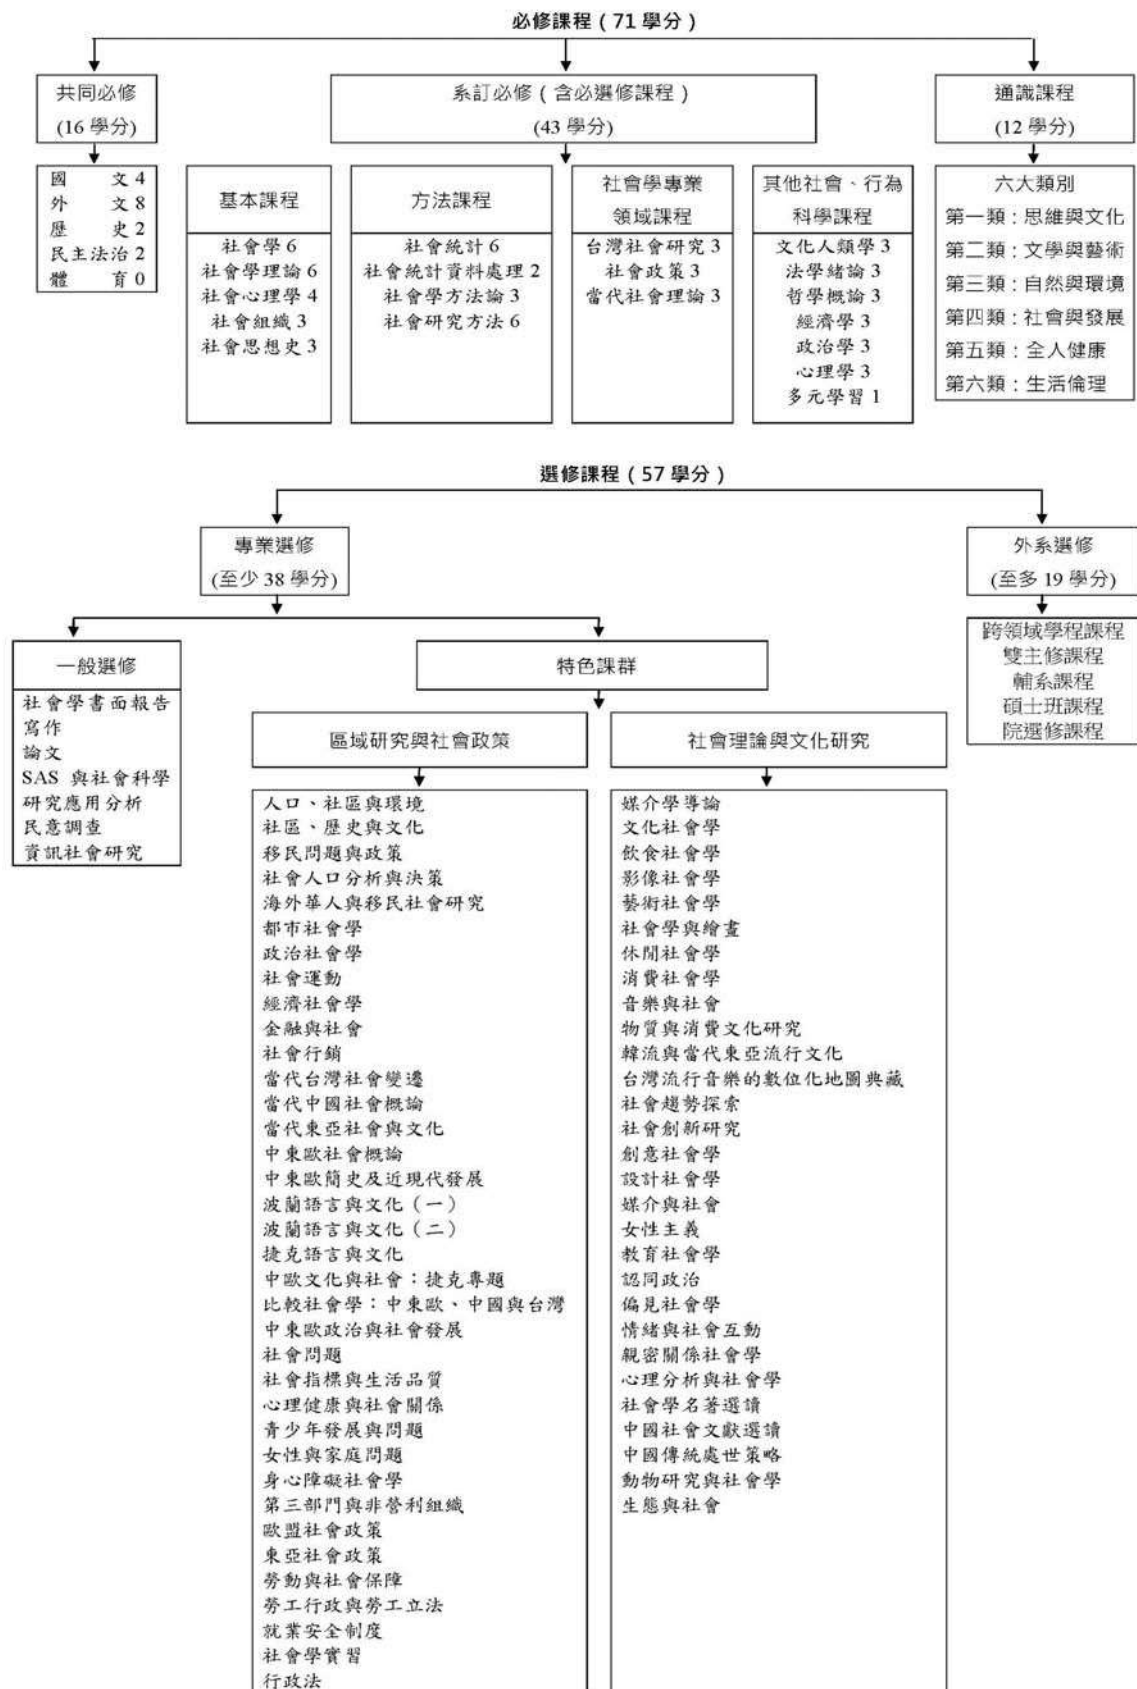 必修課程（71 學分）
共同必修
(16 學分)
國　　文 4
外　　文 8
歷　　史 2
民主法治 2
體　　育 0
系訂必修（含必選修課程）
(43 學分)
基本課程
社會學 6
社會學理論 6
社會心理學 4
社會組織 3
社會思想史 3
方法課程
社會統計 6
社會統計資料處理 2
社會學方法論 3
社會研究方法 6
社會學專業
領域課程
台灣社會研究 3
社會政策 3
當代社會理論 3
其他社會、行為
科學課程
文化人類學 3
法學緒論 3
哲學概論 3
經濟學 3
政治學 3
心理學 3
多元學習 1
通識課程
(12 學分)
六大類別
第一類：思維與文化
第二類：文學與藝術
第三類：自然與環境
第四類：社會與發展
第五類：全人健康
第六類：生活倫理
選修課程（57 學分）
專業選修
(至少 38 學分)
一般選修
社會學書面報告
寫作
論文
SAS 與社會科學
研究應用分析
民意調查
資訊社會研究
特色課群
區域研究與社會政策
人口、社區與環境
社區、歷史與文化
移民問題與政策
社會人口分析與決策
海外華人與移民社會研究
都市社會學
政治社會學
社會運動
經濟社會學
金融與社會
社會行銷
當代台灣社會變遷
當代中國社會概論
當代東亞社會與文化
中東歐社會概論
中東歐簡史及近現代發展
波蘭語言與文化（一）
波蘭語言與文化（二）
捷克語言與文化
中歐文化與社會：捷克專題
比較社會學：中東歐、中國與台灣
中東歐政治與社會發展
社會問題
社會指標與生活品質
心理健康與社會關係
青少年發展與問題
女性與家庭問題
身心障礙社會學
第三部門與非營利組織
歐盟社會政策
東亞社會政策
勞動與社會保障
勞工行政與勞工立法
就業安全制度
社會學實習
行政法
社會理論與文化研究
媒介學導論
文化社會學
飲食社會學
影像社會學
藝術社會學
社會學與繪畫
休閒社會學
消費社會學
音樂與社會
物質與消費文化研究
韓流與當代東亞流行文化
台灣流行音樂的數位化地圖典藏
社會趨勢探索
社會創新研究
創意社會學
設計社會學
媒介與社會
女性主義
教育社會學
認同政治
偏見社會學
情緒與社會互動
親密關係社會學
心理分析與社會學
社會學名著選讀
中國社會文獻選讀
中國傳統處世策略
動物研究與社會學
生態與社會
外系選修
(至多 19 學分)
跨領域學程課程
雙主修課程
輔系課程
碩士班課程
院選修課程